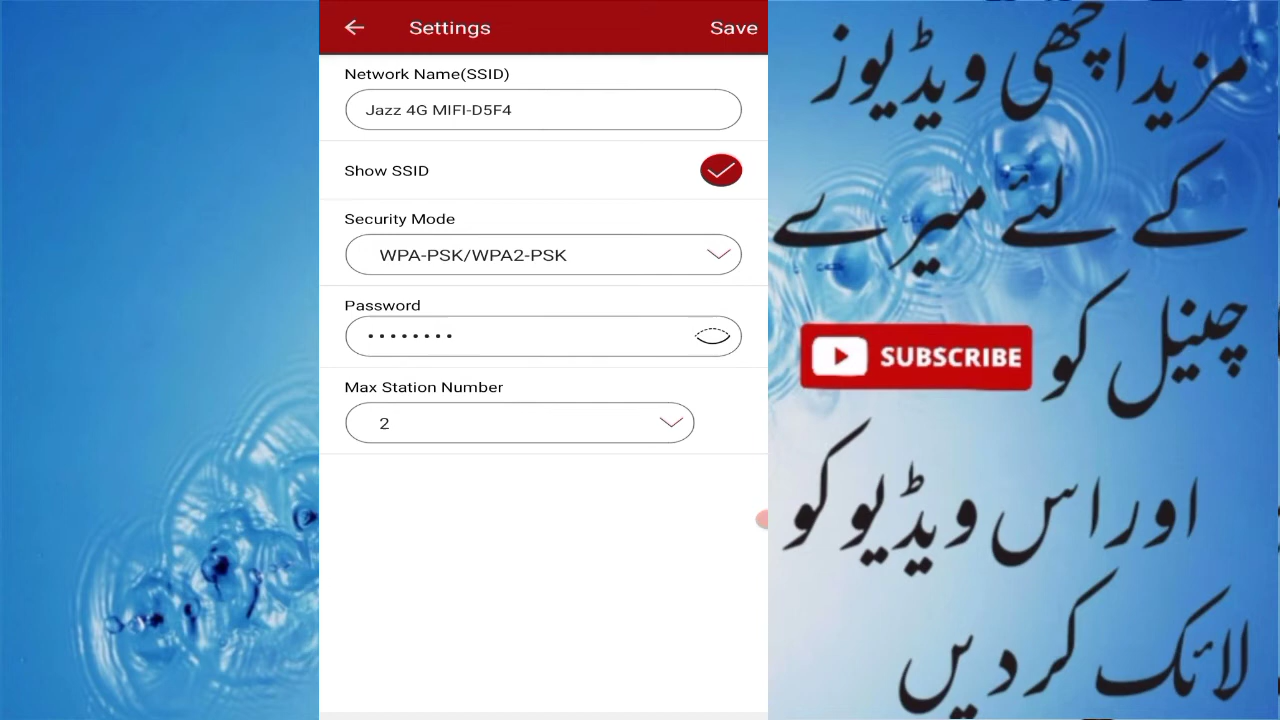 Settings
Save
Network Name(SSID)
Jazz 4G MIFI-D5F4
Show SSID
Security Mode
WPA-PSK/WPA2-PSK
Password
••••••••
Max Station Number
2
مزید اچھی ویڈیوز
کے لئے میرے
چینل کو SUBSCRIBE
اور اس ویڈیو کو
لائک کر دیں